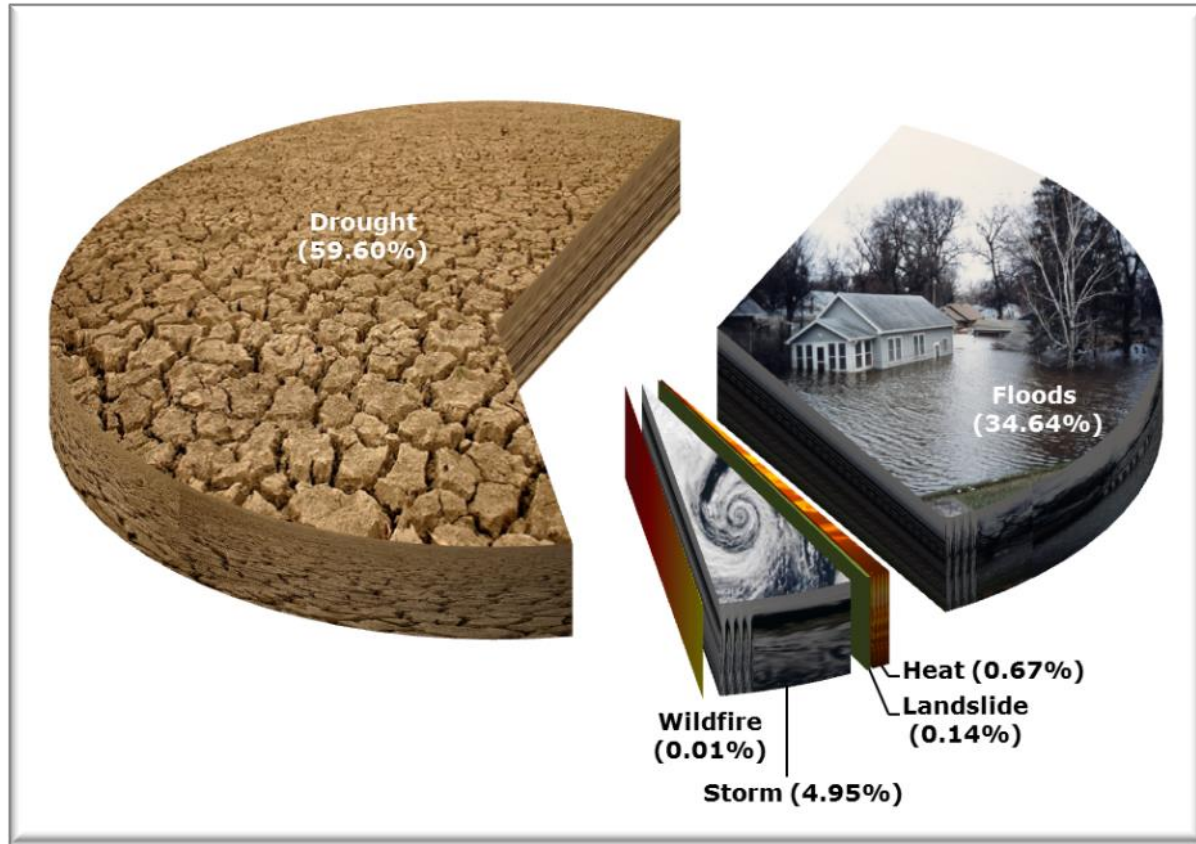 Drought
(59.60%)
Floods
(34.64%)
Heat (0.67%)
Landslide
(0.14%)
Wildfire
(0.01%)
Storm (4.95%)